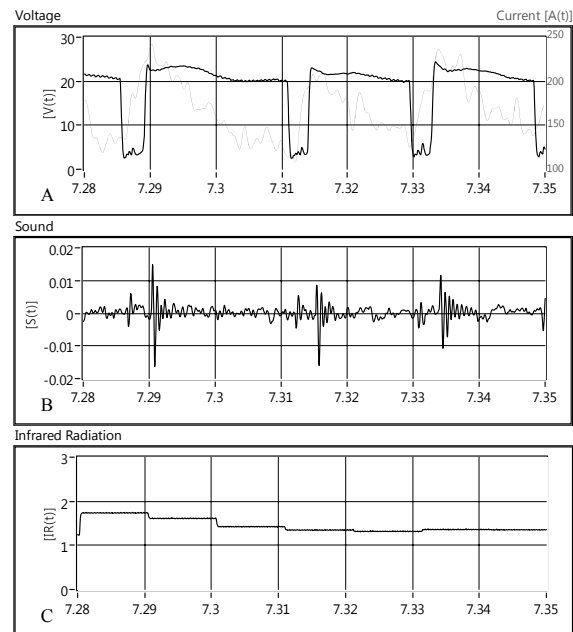 Voltage Current [A(t)]
30
20
10
0
[V(t)]
250
200
150
100
A
7.28 7.29 7.3 7.31 7.32 7.33 7.34 7.35
Sound
0.02
0.01
0
-0.01
-0.02
[S(t)]
B
7.28 7.29 7.3 7.31 7.32 7.33 7.34 7.35
Infrared Radiation
3
2
1
0
[IR(t)]
C
7.28 7.29 7.3 7.31 7.32 7.33 7.34 7.35